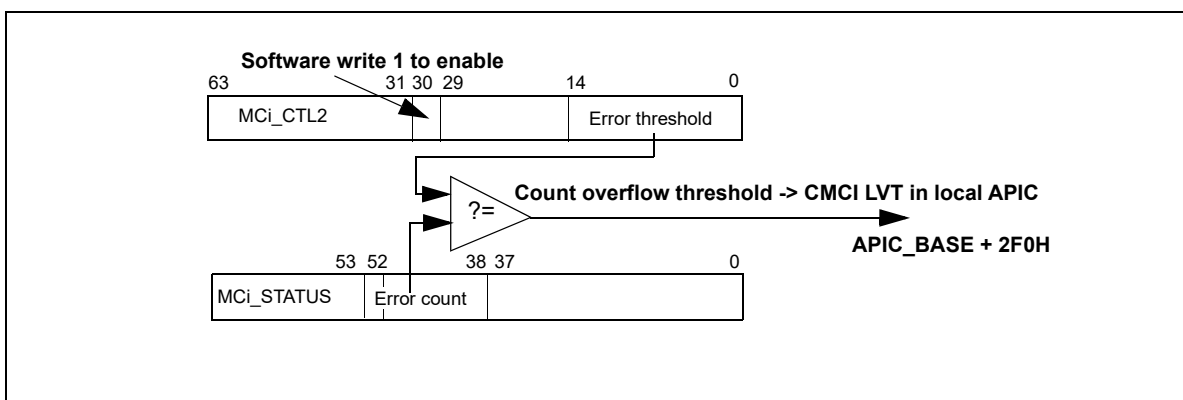 Software write 1 to enable
63 31 30 29 14 0
MCi_CTL2 Error threshold
?=
Count overflow threshold -> CMCI LVT in local APIC
APIC_BASE + 2F0H
53 52 38 37 0
MCi_STATUS Error count